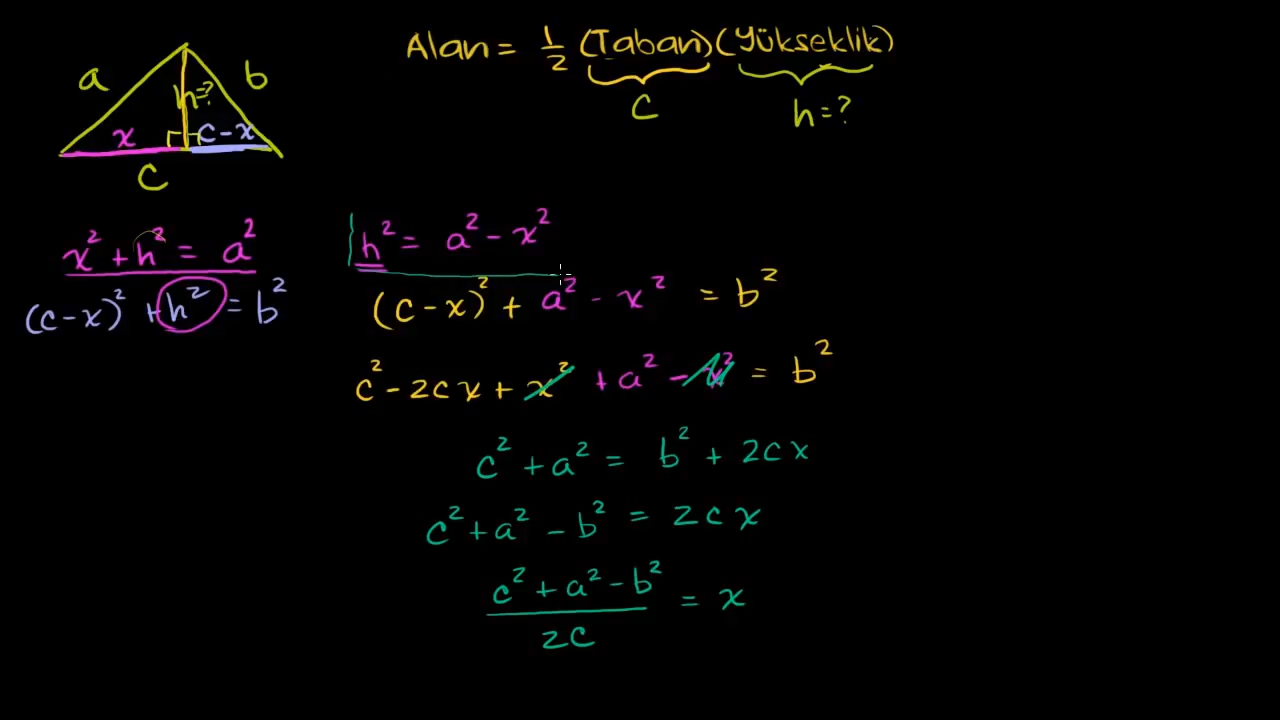 Alan = 1/2 (Taban) (Yükseklik)
c h = ?
a b
h = ?
x c - x
c
x² + h² = a²
(c - x)² + h² = b²
h² = a² - x²
(c - x)² + a² - x² = b²
c² - 2cx + x² + a² - x² = b²
c² + a² = b² + 2cx
c² + a² - b² = 2cx
c² + a² - b² / 2c = x